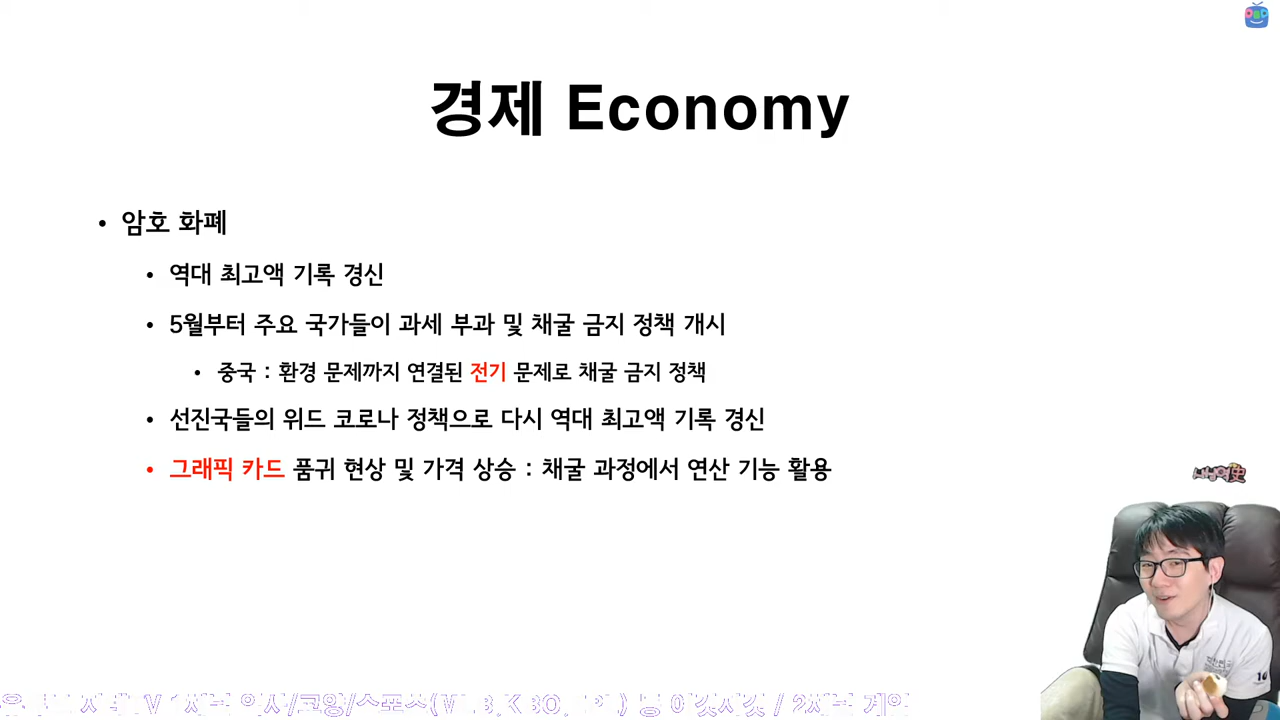 경제 Economy
• 암호 화폐
• 역대 최고액 기록 경신
• 5월부터 주요 국가들이 과세 부과 및 채굴 금지 정책 개시
• 중국 : 환경 문제까지 연결된 전기 문제로 채굴 금지 정책
• 선진국들의 위드 코로나 정책으로 다시 역대 최고액 기록 경신
• 그래픽 카드 품귀 현상 및 가격 상승 : 채굴 과정에서 연산 기능 활용
10